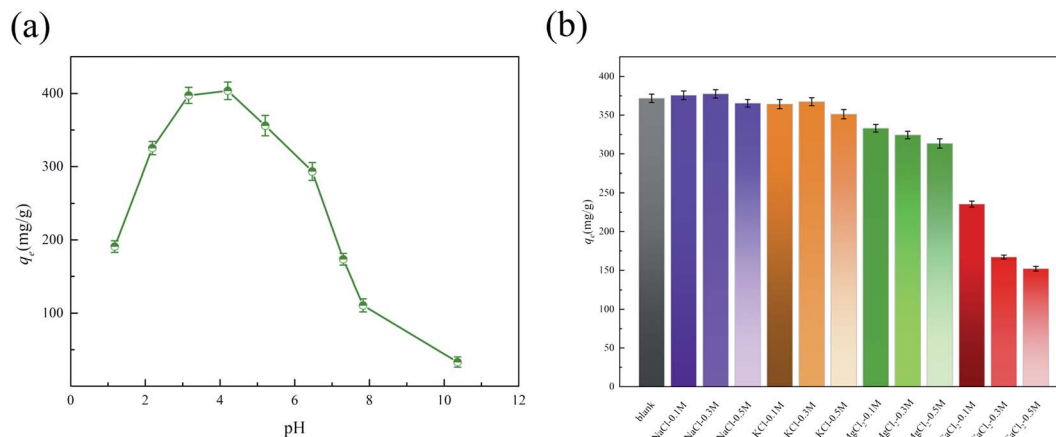 (a)
400
300
200
100
0
2
4
6
8
10
12
qe(mg/g)
pH
(b)
400
350
300
250
200
150
100
50
0
qe(mg/g)
blank
NaCl-0.1M
NaCl-0.3M
NaCl-0.5M
KCl-0.1M
KCl-0.3M
KCl-0.5M
MgCl₂-0.1M
MgCl₂-0.3M
MgCl₂-0.5M
CaCl₂-0.1M
CaCl₂-0.3M
CaCl₂-0.5M